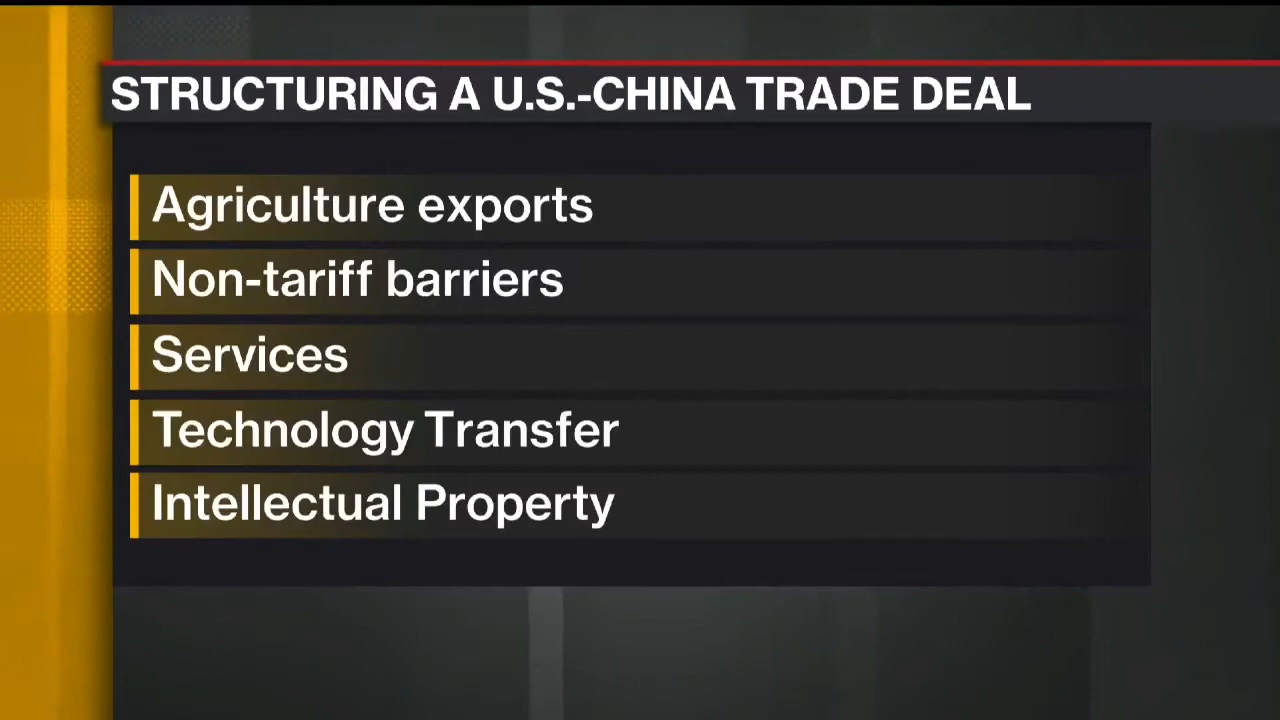 STRUCTURING A U.S.-CHINA TRADE DEAL
Agriculture exports
Non-tariff barriers
Services
Technology Transfer
Intellectual Property